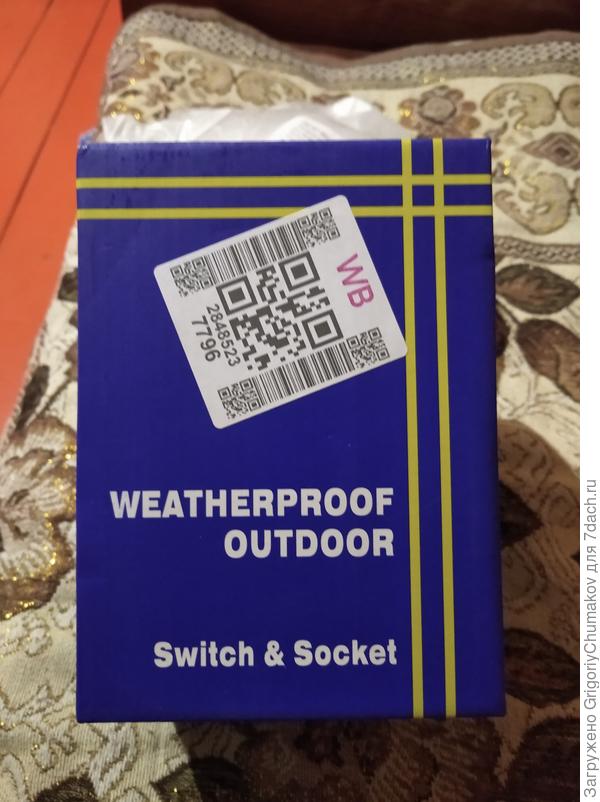 WB
2848523
7796
WEATHERPROOF
OUTDOOR
Switch & Socket
Загружено GrigoriyChumakov для 7dach.ru